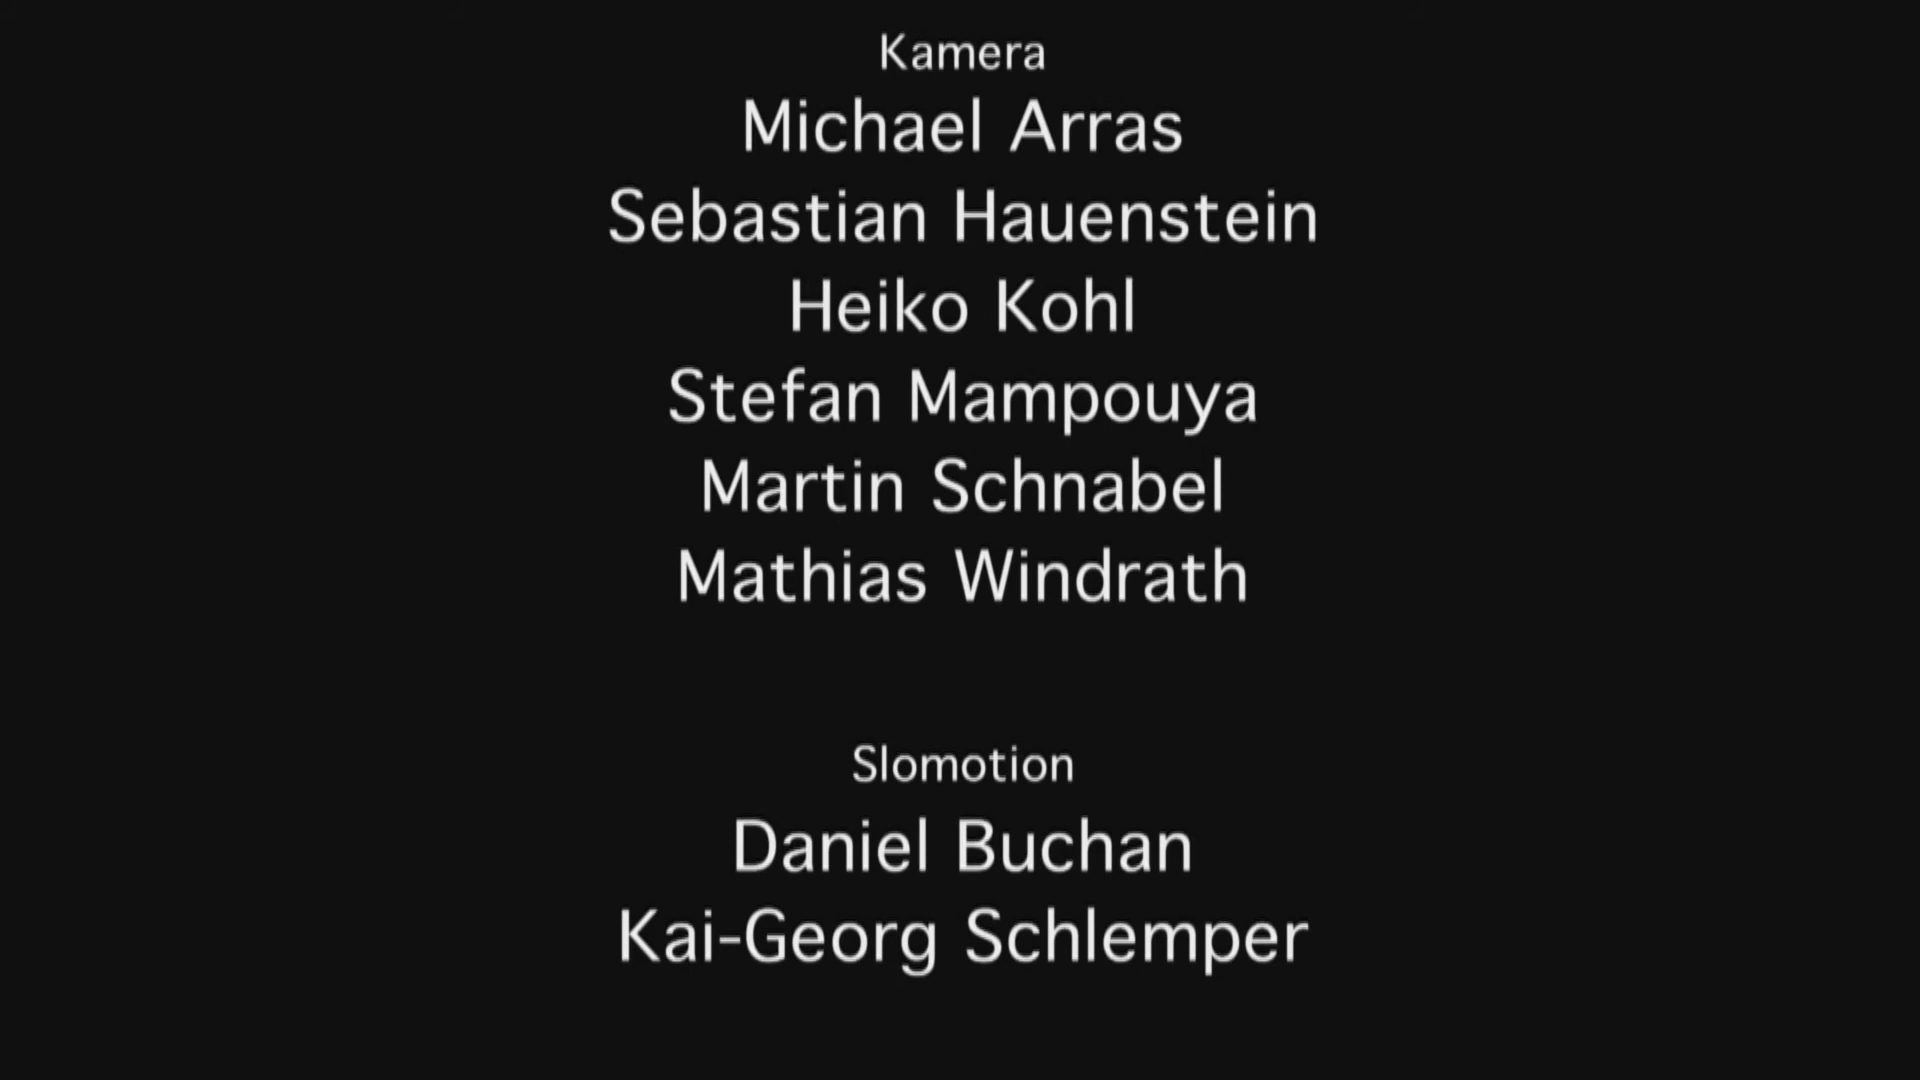 Kamera
Michael Arras
Sebastian Hauenstein
Heiko Kohl
Stefan Mampouya
Martin Schnabel
Mathias Windrath
Slomotion
Daniel Buchan
Kai-Georg Schlemper